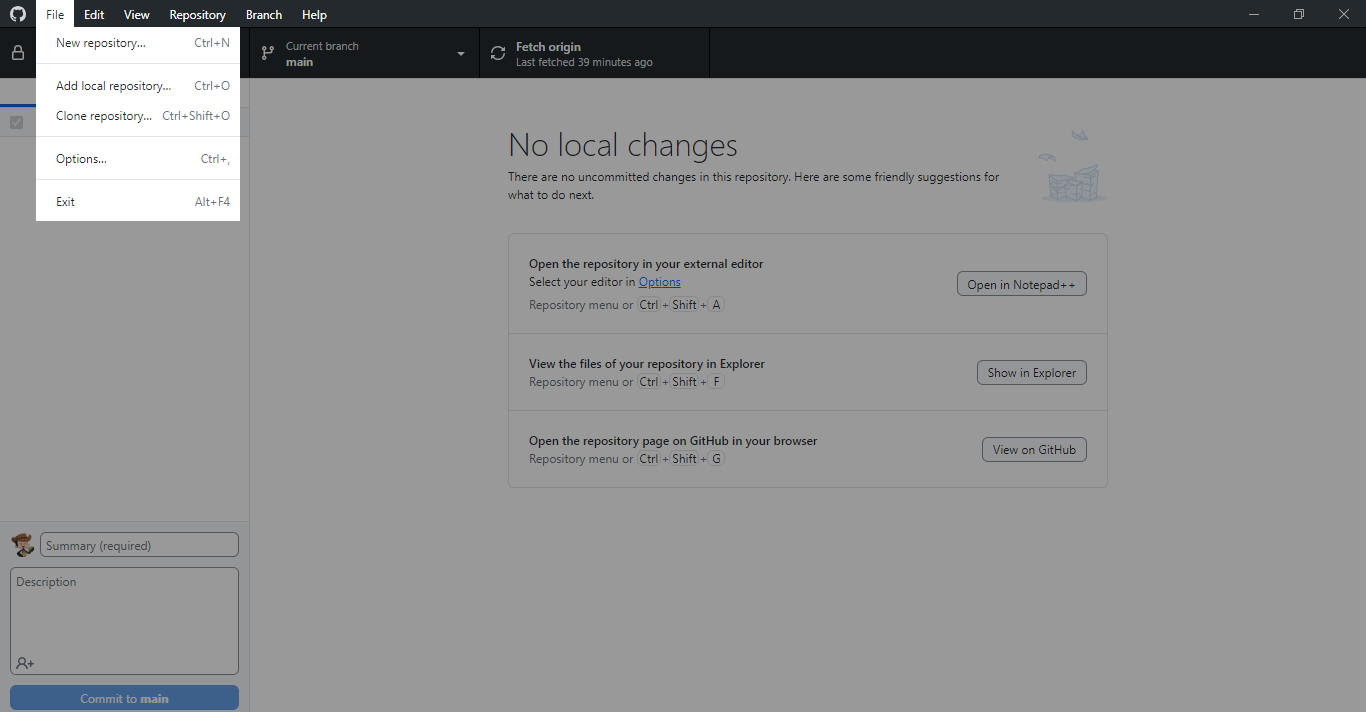 File Edit View Repository Branch Help
New repository... Ctrl+N
Add local repository... Ctrl+O
Clone repository... Ctrl+Shift+O
Options... Ctrl+,
Exit Alt+F4
Current branch
main
Fetch origin
Last fetched 39 minutes ago
No local changes
There are no uncommitted changes in this repository. Here are some friendly suggestions for
what to do next.
Open the repository in your external editor
Select your editor in Options
Repository menu or Ctrl + Shift + A
Open in Notepad++
View the files of your repository in Explorer
Repository menu or Ctrl + Shift + F
Show in Explorer
Open the repository page on GitHub in your browser
Repository menu or Ctrl + Shift + G
View on GitHub
Summary (required)
Description
Commit to main